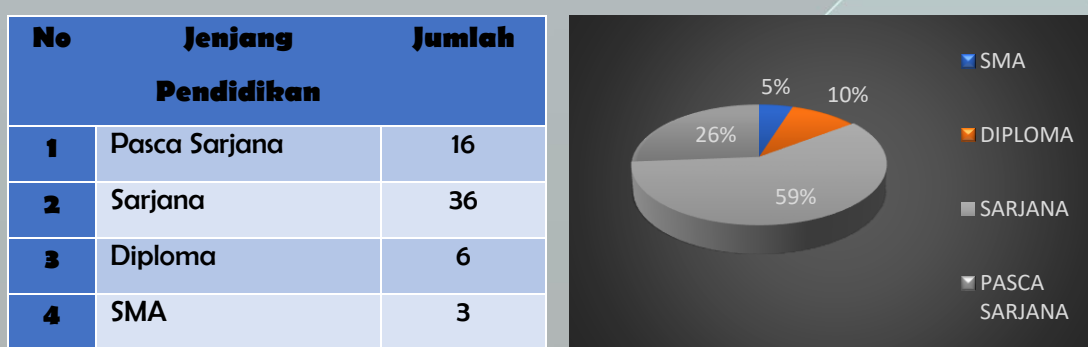 No Jenjang Pendidikan Jumlah
1 Pasca Sarjana 16
2 Sarjana 36
3 Diploma 6
4 SMA 3
5%
10%
26%
59%
SMA
DIPLOMA
SARJANA
PASCA
SARJANA